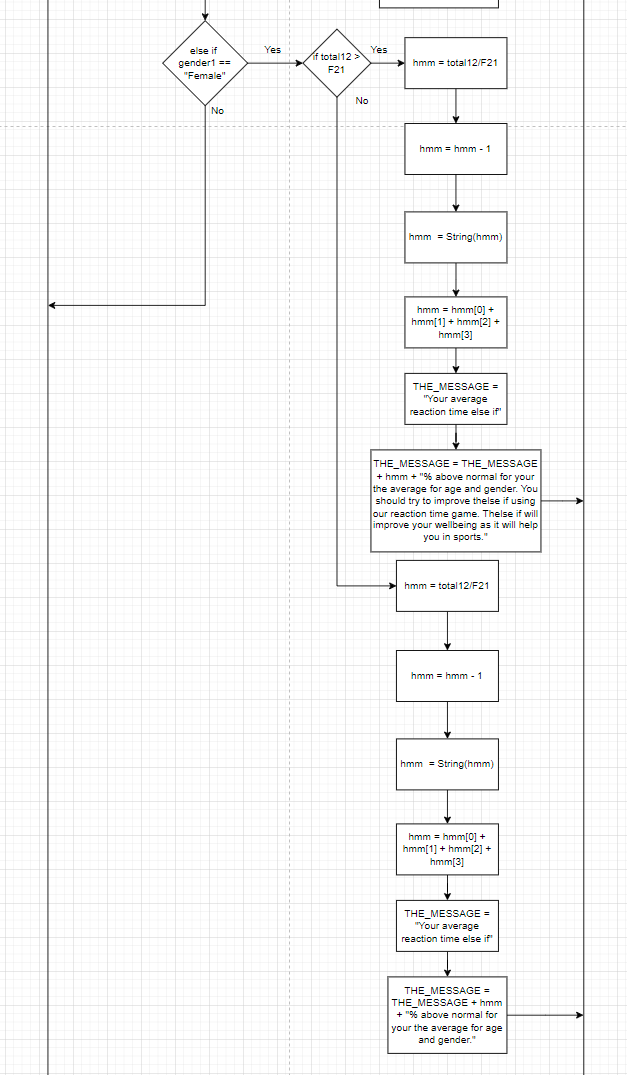 else if
gender1 ==
"Female"
Yes
No
if total12 >
F21
Yes
No
hmm = total12/F21
hmm = hmm - 1
hmm  = String(hmm)
hmm = hmm[0] +
hmm[1] + hmm[2] +
hmm[3]
THE_MESSAGE =
"Your average
reaction time else if"
THE_MESSAGE = THE_MESSAGE
+ hmm + "% above normal for your
the average for age and gender. You
should try to improve thelse if using
our reaction time game. Thelse if will
improve your wellbeing as it will help
you in sports."
hmm = total12/F21
hmm = hmm - 1
hmm  = String(hmm)
hmm = hmm[0] +
hmm[1] + hmm[2] +
hmm[3]
THE_MESSAGE =
"Your average
reaction time else if"
THE_MESSAGE =
THE_MESSAGE + hmm
+ "% above normal for
your the average for age
and gender."